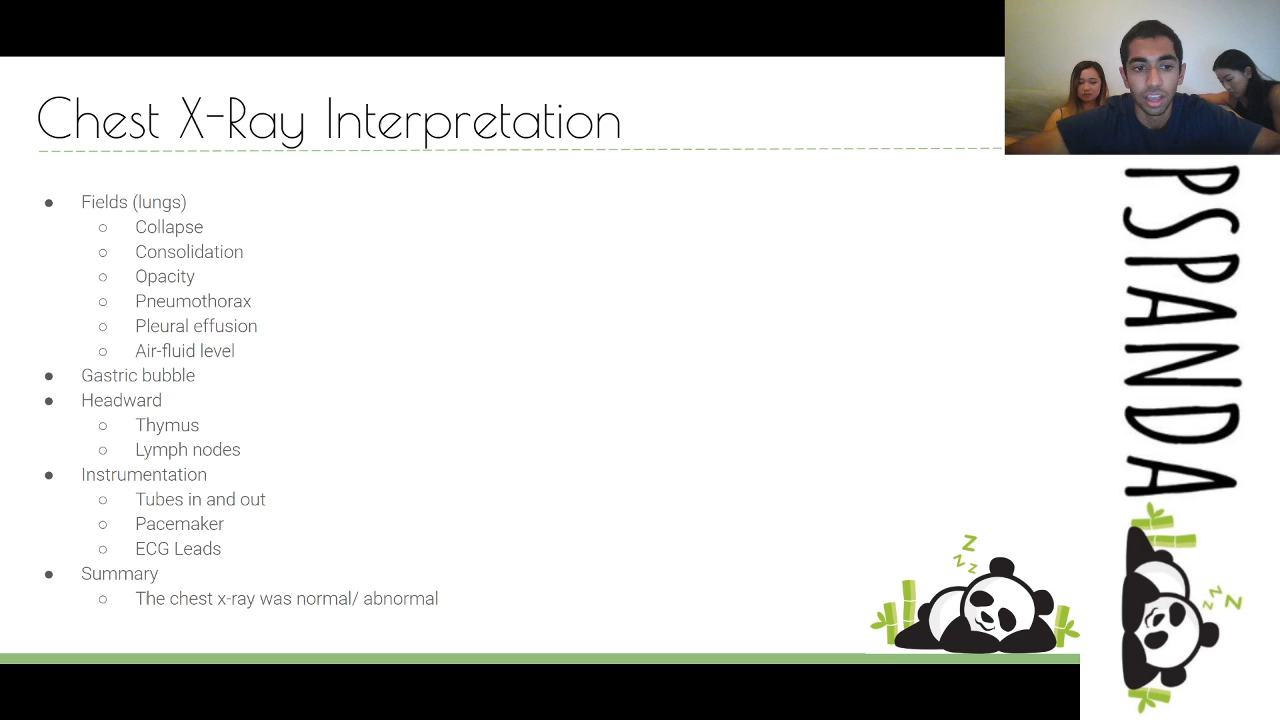 Chest X-Ray Interpretation
● Fields (lungs)
○ Collapse
○ Consolidation
○ Opacity
○ Pneumothorax
○ Pleural effusion
○ Air-fluid level
● Gastric bubble
● Headward
○ Thymus
○ Lymph nodes
● Instrumentation
○ Tubes in and out
○ Pacemaker
○ ECG Leads
● Summary
○ The chest x-ray was normal/ abnormal
PSPANDA
z z z
z z z